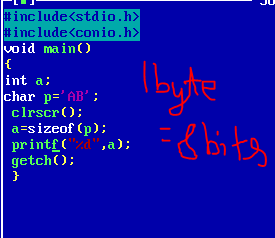 #include<stdio.h>
#include<conio.h>
void main()
{
int a;
char p='AB';
clrscr();
a=sizeof(p);
printf("%d",a);
getch();
}
1byte
=8bits